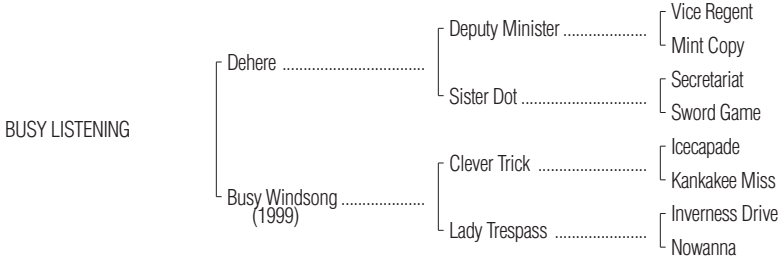 Vice Regent
Deputy Minister ..................
Mint Copy
Dehere ...............................
Secretariat
Sister Dot ...........................
Sword Game
BUSY LISTENING
Icecapade
Clever Trick .......................
Kankakee Miss
Busy Windsong ..................
(1999)
Inverness Drive
Lady Trespass ....................
Nowanna